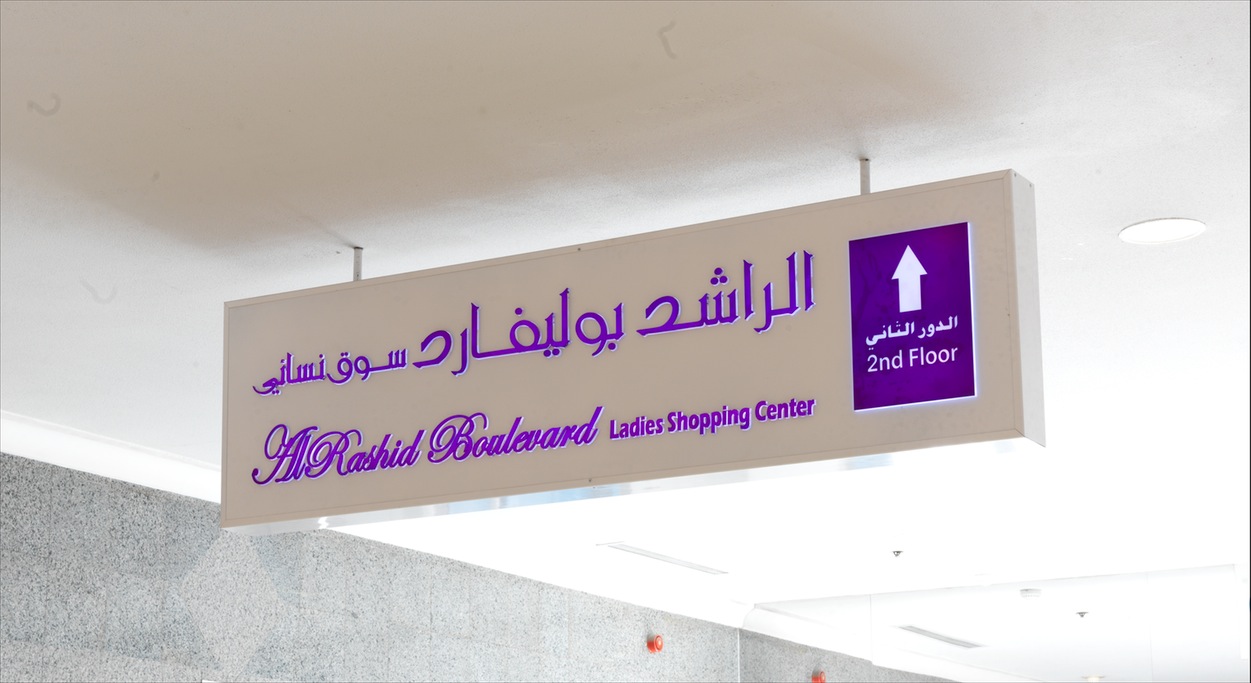 الراشد بوليفارد سوق نسائي
AlRashid Boulevard Ladies Shopping Center
الدور الثاني
2nd Floor